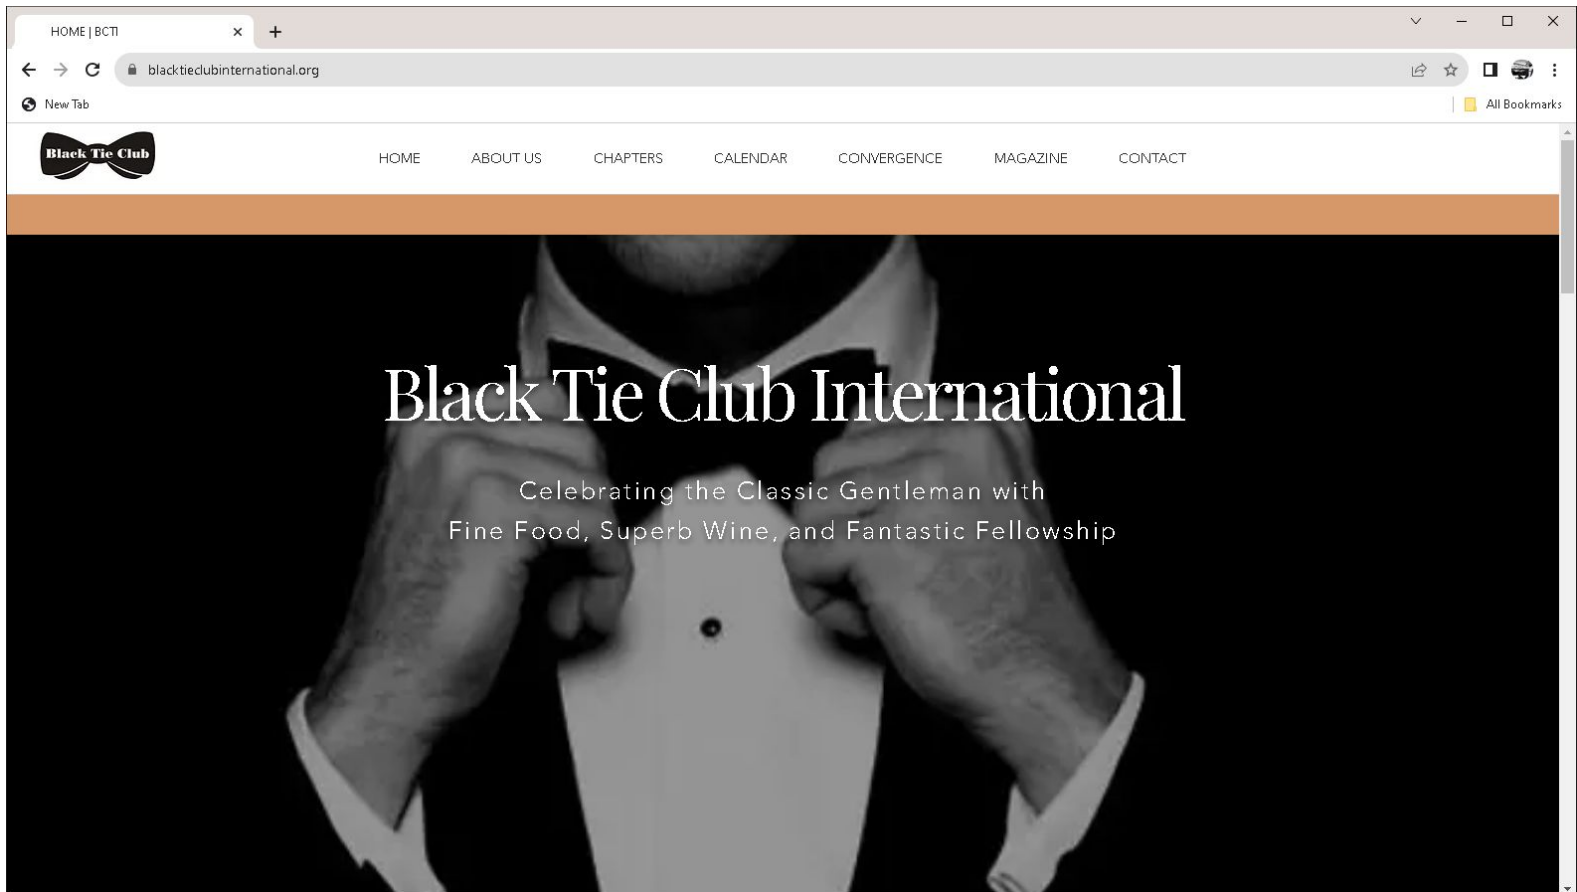 HOME | BCTI
blacktieclubinternational.org
New Tab
All Bookmarks
Black Tie Club
HOME
ABOUT US
CHAPTERS
CALENDAR
CONVERGENCE
MAGAZINE
CONTACT
Black Tie Club International
Celebrating the Classic Gentleman with
Fine Food, Superb Wine, and Fantastic Fellowship